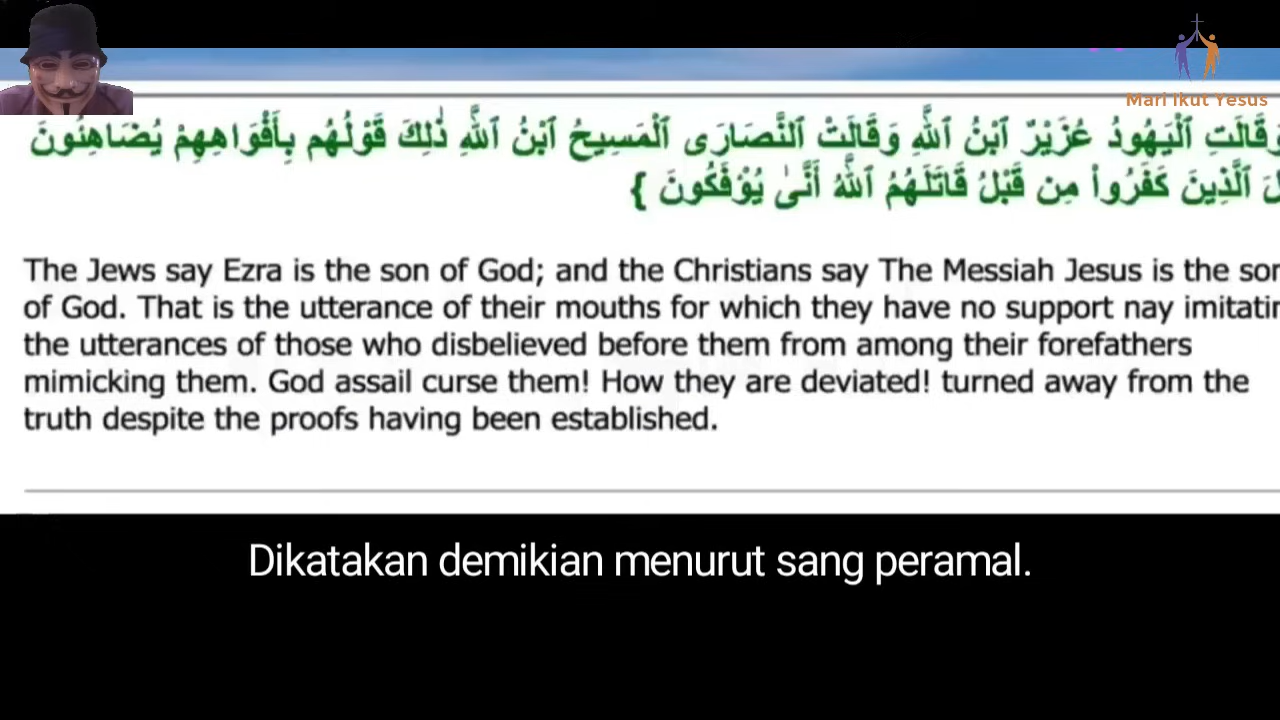 Mari Ikut Yesus
وَقَالَتِ ٱلْيَهُودُ عُزَيْرٌ ٱبْنُ ٱللَّهِ وَقَالَتْ ٱلنَّصَارَى ٱلْمَسِيحُ ٱبْنُ ٱللَّهِ ذٰلِكَ قَوْلُهُم بِأَفْوَاهِهِمْ يُضَاهِئُونَ
ٱلَّذِينَ كَفَرُواْ مِن قَبْلُ قَاتَلَهُمُ ٱللَّهُ أَنَّىٰ يُؤْفَكُونَ }
The Jews say Ezra is the son of God; and the Christians say The Messiah Jesus is the son
of God. That is the utterance of their mouths for which they have no support nay imitatin
the utterances of those who disbelieved before them from among their forefathers
mimicking them. God assail curse them! How they are deviated! turned away from the
truth despite the proofs having been established.
Dikatakan demikian menurut sang peramal.